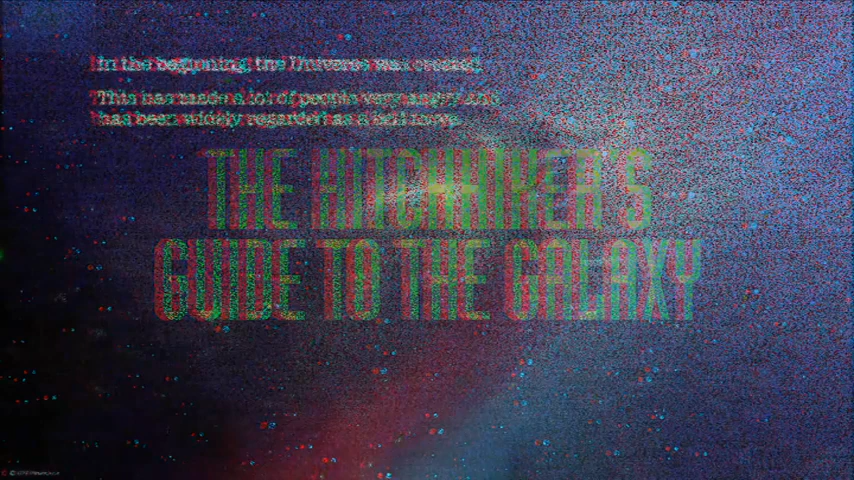 In the beginning, the Universe was created.
This has made a lot of people very angry and
has been widely regarded as a bad move.
THE HITCHHIKER'S
GUIDE TO THE GALAXY